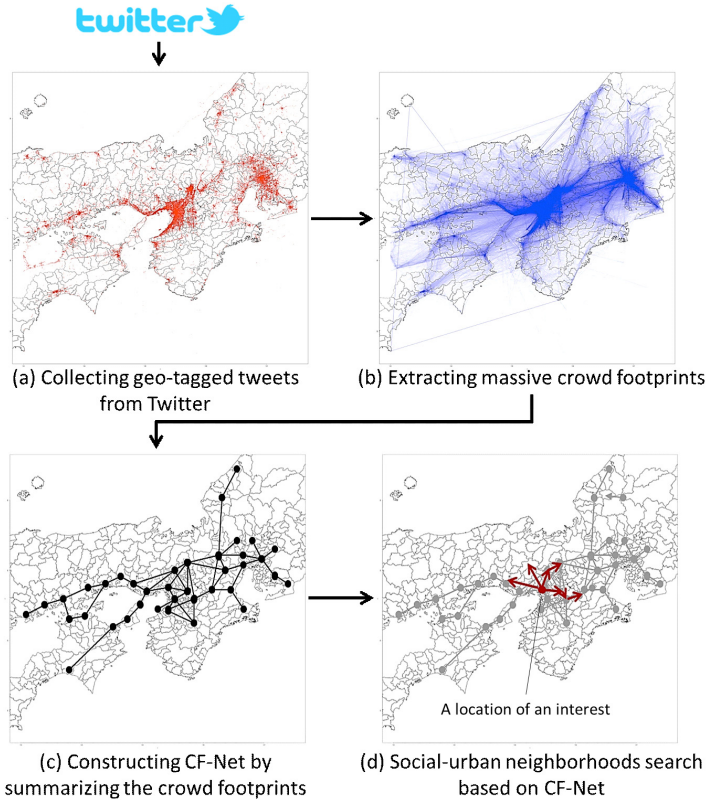 twitter
(a) Collecting geo-tagged tweets
from Twitter
(b) Extracting massive crowd footprints
A location of an interest
(c) Constructing CF-Net by
summarizing the crowd footprints
(d) Social-urban neighborhoods search
based on CF-Net